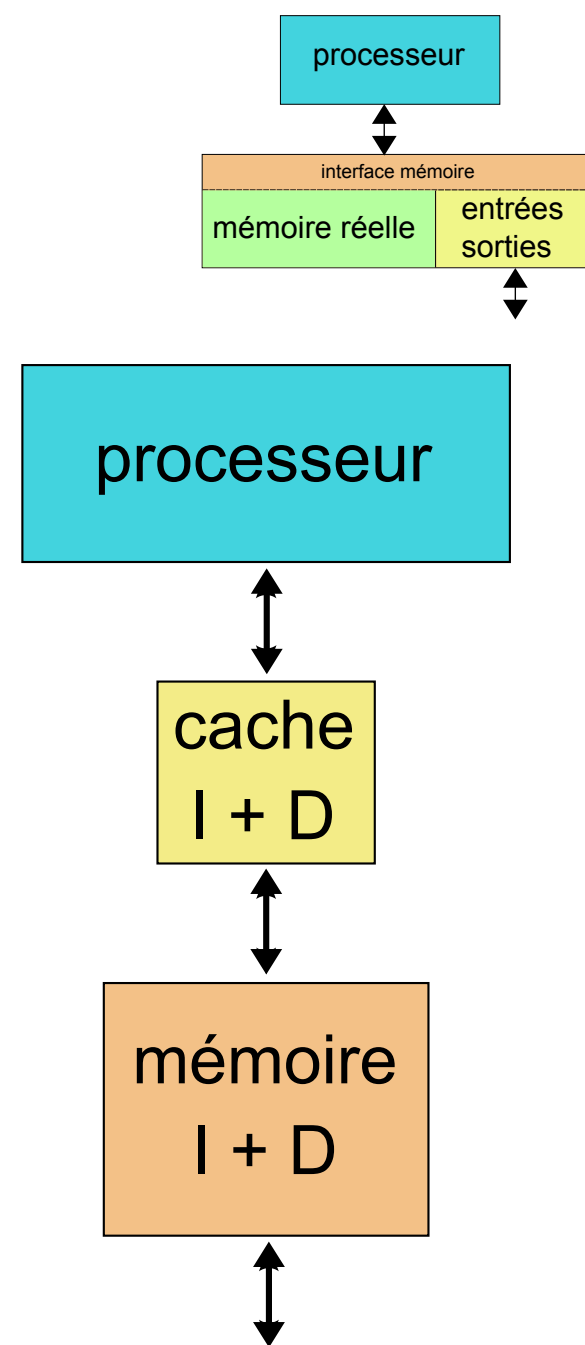 processeur
interface mémoire
mémoire réelle
entrées
sorties
processeur
cache
I + D
mémoire
I + D